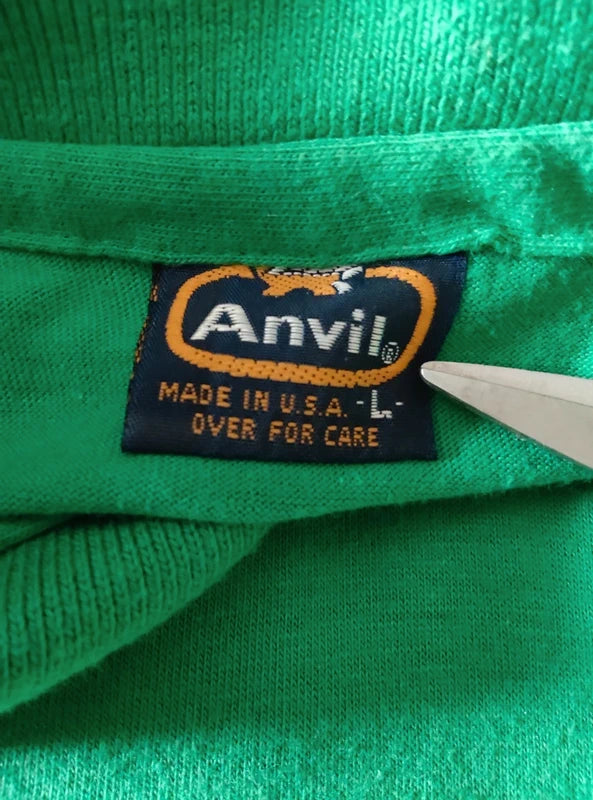 Anvil®
MADE IN U.S.A. -L-
OVER FOR CARE